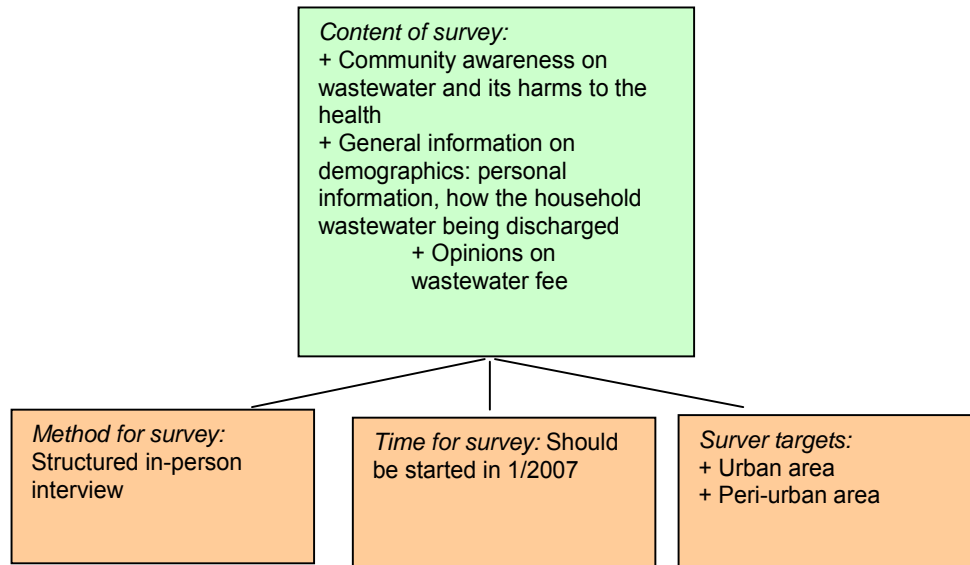 Content of survey:
+ Community awareness on
wastewater and its harms to the
health
+ General information on
demographics: personal
information, how the household
wastewater being discharged
+ Opinions on
wastewater fee
Method for survey:
Structured in-person
interview
Time for survey: Should
be started in 1/2007
Surver targets:
+ Urban area
+ Peri-urban area